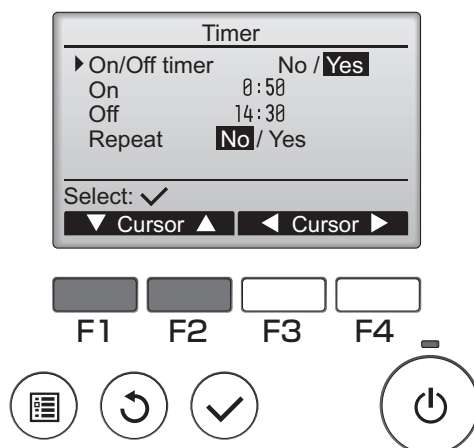 Timer
On/Off timer No / Yes
On 0:50
Off 14:30
Repeat No / Yes
Select: ✓
▼ Cursor ▲ ◀ Cursor ▶
F1 F2 F3 F4